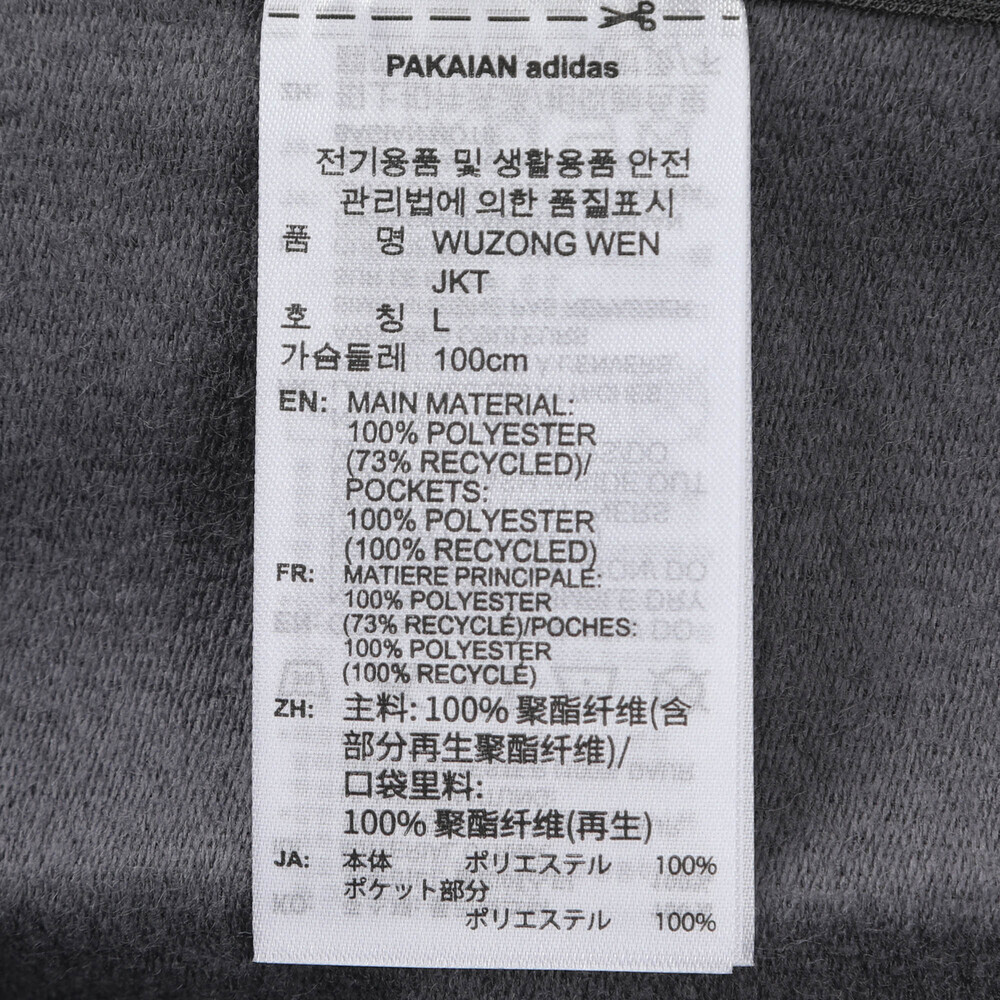 PAKAIAN adidas
전기용품 및 생활용품 안전
관리법에 의한 품질표시
품 명 WUZONG WEN
JKT
호 칭 L
가슴둘레 100cm
EN: MAIN MATERIAL:
100% POLYESTER
(73% RECYCLED)/
POCKETS:
100% POLYESTER
(100% RECYCLED)
FR: MATIERE PRINCIPALE:
100% POLYESTER
(73% RECYCLÉ)/POCHES:
100% POLYESTER
(100% RECYCLÉ)
ZH: 主料: 100% 聚酯纤维(含
部分再生聚酯纤维)/
口袋里料:
100% 聚酯纤维(再生)
JA: 本体 ポリエステル 100%
ポケット部分
ポリエステル 100%